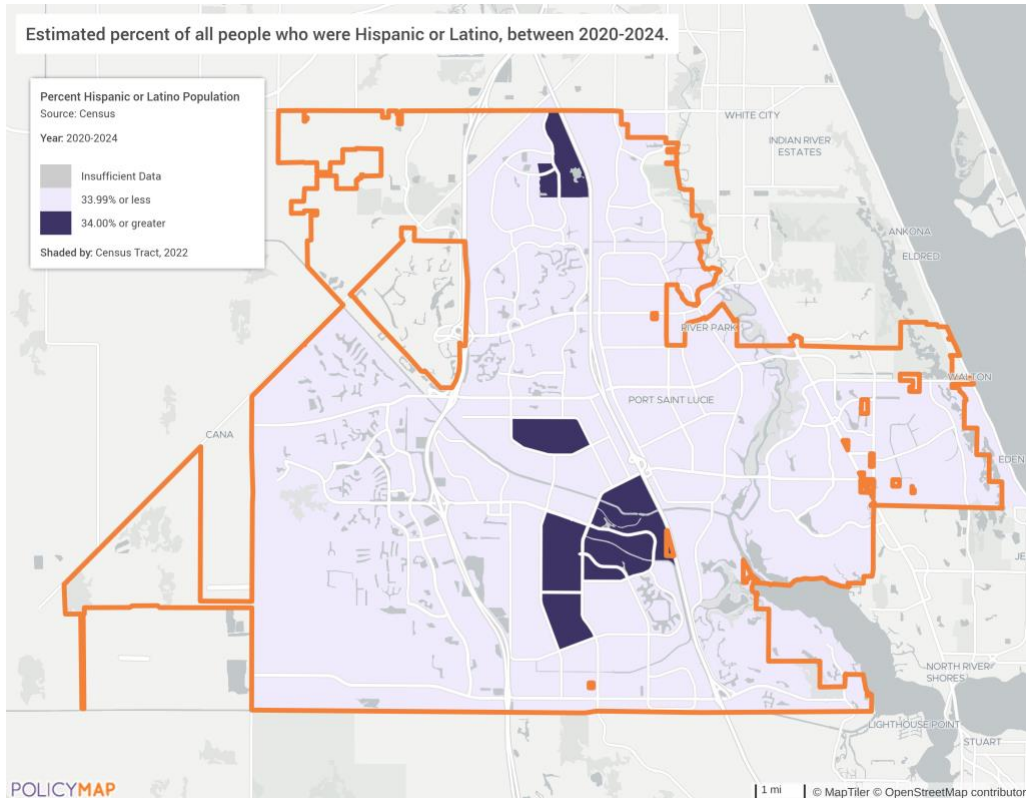 Estimated percent of all people who were Hispanic or Latino, between 2020-2024.
Percent Hispanic or Latino Population
Source: Census
Year: 2020-2024
Insufficient Data
33.99% or less
34.00% or greater
Shaded by: Census Tract, 2022
WHITE CITY
INDIAN RIVER
ESTATES
ANKONA
ELDRED
RIVER PARK
WALTON
PORT SAINT LUCIE
CANA
EDEN
JE
NORTH RIVER
SHORES
LIGHTHOUSE POINT
STUART
POLICYMAP
1 mi
© MapTiler © OpenStreetMap contributor